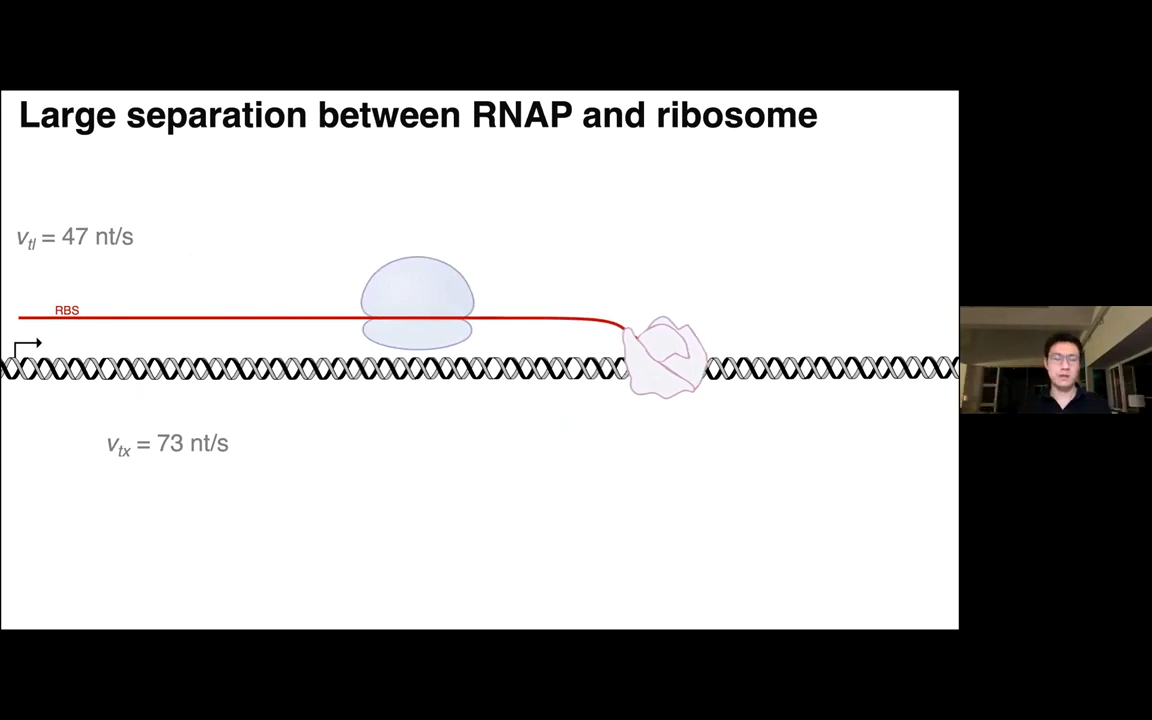 Large separation between RNAP and ribosome
v_tl = 47 nt/s
RBS
v_tx = 73 nt/s